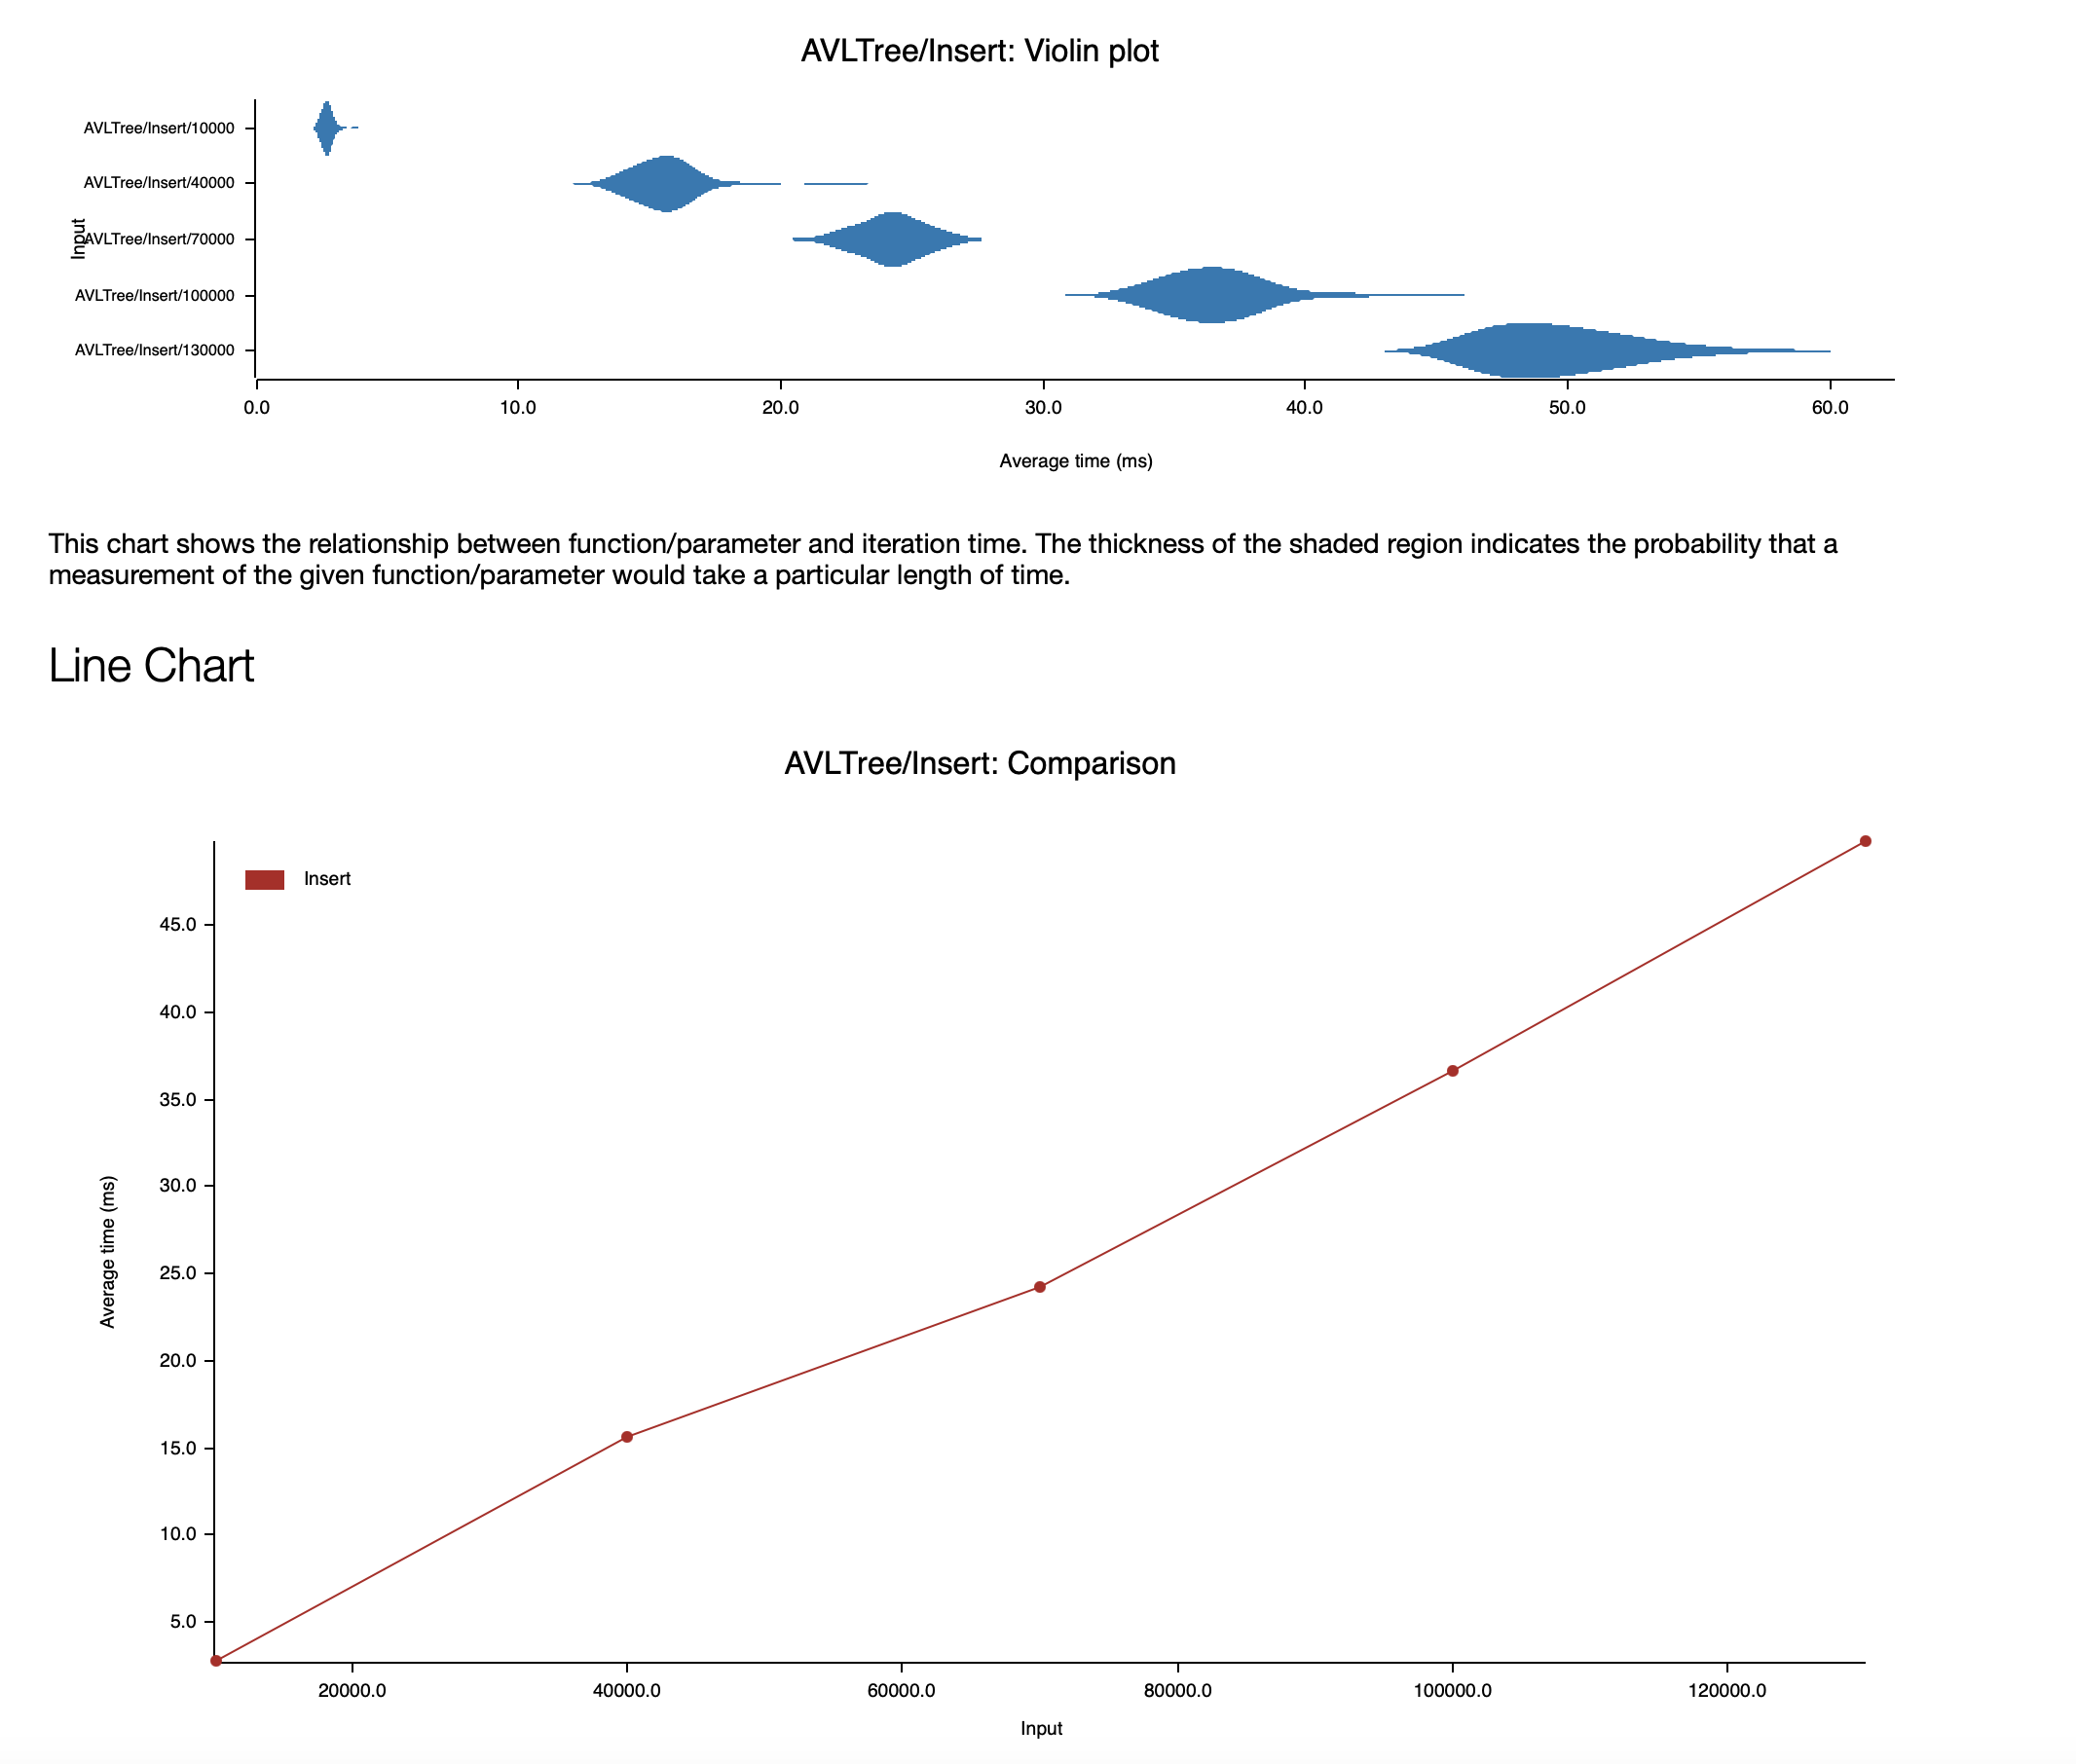 AVLTree/Insert: Violin plot
Input
AVLTree/Insert/10000
AVLTree/Insert/40000
AVLTree/Insert/70000
AVLTree/Insert/100000
AVLTree/Insert/130000
0.0 10.0 20.0 30.0 40.0 50.0 60.0
Average time (ms)
This chart shows the relationship between function/parameter and iteration time. The thickness of the shaded region indicates the probability that a
measurement of the given function/parameter would take a particular length of time.
Line Chart
AVLTree/Insert: Comparison
Insert
Average time (ms)
45.0
40.0
35.0
30.0
25.0
20.0
15.0
10.0
5.0
20000.0 40000.0 60000.0 80000.0 100000.0 120000.0
Input